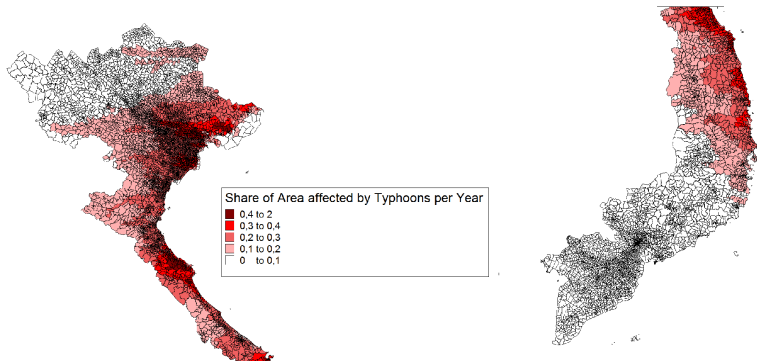 Share of Area affected by Typhoons per Year
0,4 to 2
0,3 to 0,4
0,2 to 0,3
0,1 to 0,2
0 to 0,1